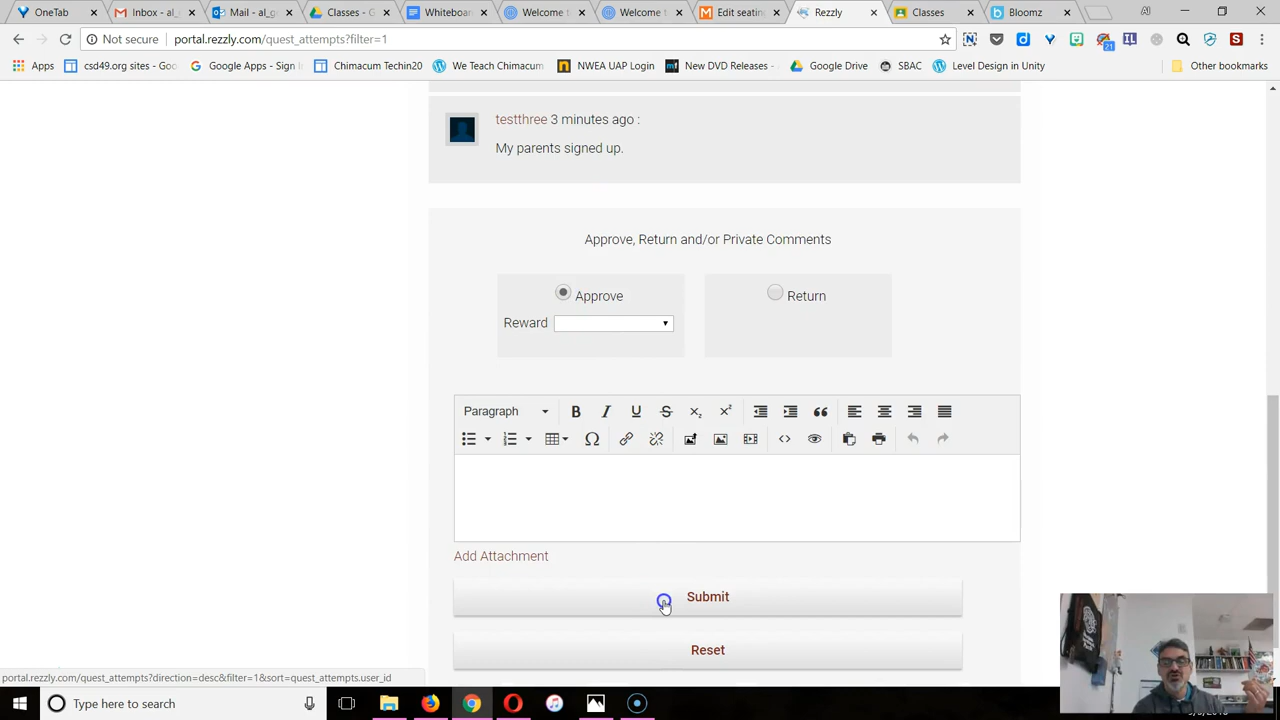 OneTab
Inbox - al_g
Mail - al_go
Classes - G
Whiteboar
Welcome t
Welcome t
Edit seatin
Rezzly
Classes
Bloomz
Al
Not secure portal.rezzly.com/quest_attempts?filter=1
21
Apps
csd49.org sites - Go
Google Apps - Sign i
Chimacum Techin20
We Teach Chimacum
NWEA UAP Login
New DVD Releases -
Google Drive
SBAC
Level Design in Unity
Other bookmarks
testthree 3 minutes ago :
My parents signed up.
Approve, Return and/or Private Comments
Approve
Return
Reward
Paragraph
Add Attachment
Submit
Reset
portal.rezzly.com/quest_attempts?direction=desc&filter=1&sort=quest_attempts.user_id
Type here to search